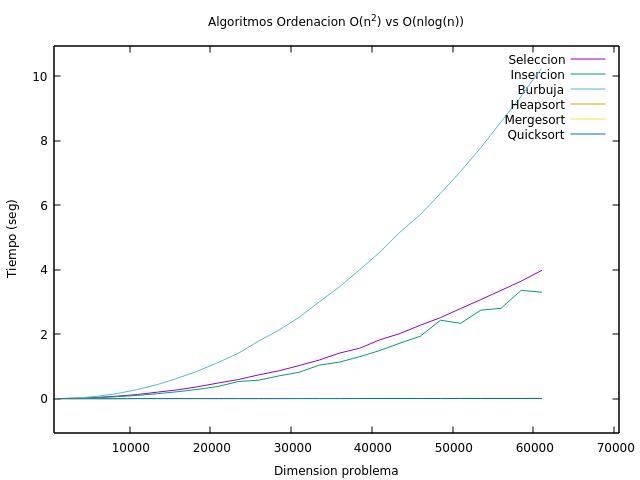 Algoritmos Ordenacion O(n²) vs O(nlog(n))
Seleccion
Insercion
Burbuja
Heapsort
Mergesort
Quicksort
10
8
6
4
2
0
Tiempo (seg)
10000 20000 30000 40000 50000 60000 70000
Dimension problema